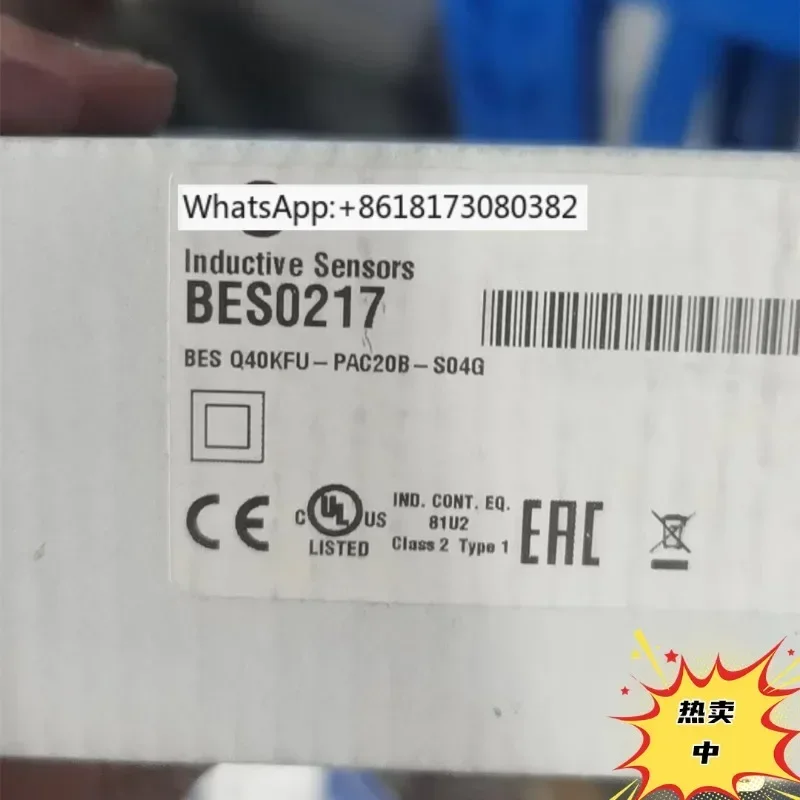 WhatsApp:+8618173080382
Inductive Sensors
BES0217
BES Q40KFU-PAC20B-S04G
CE
C UL US
LISTED
IND. CONT. EQ.
81U2
Class 2 Type 1
EAC
热卖
中